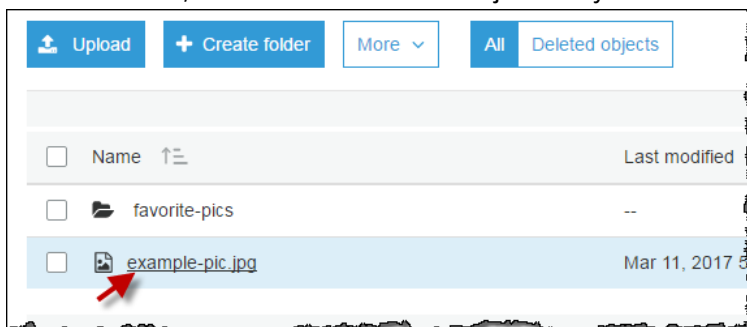 Upload Create folder More All Deleted objects
Name Last modified
favorite-pics --
example-pic.jpg Mar 11, 2017